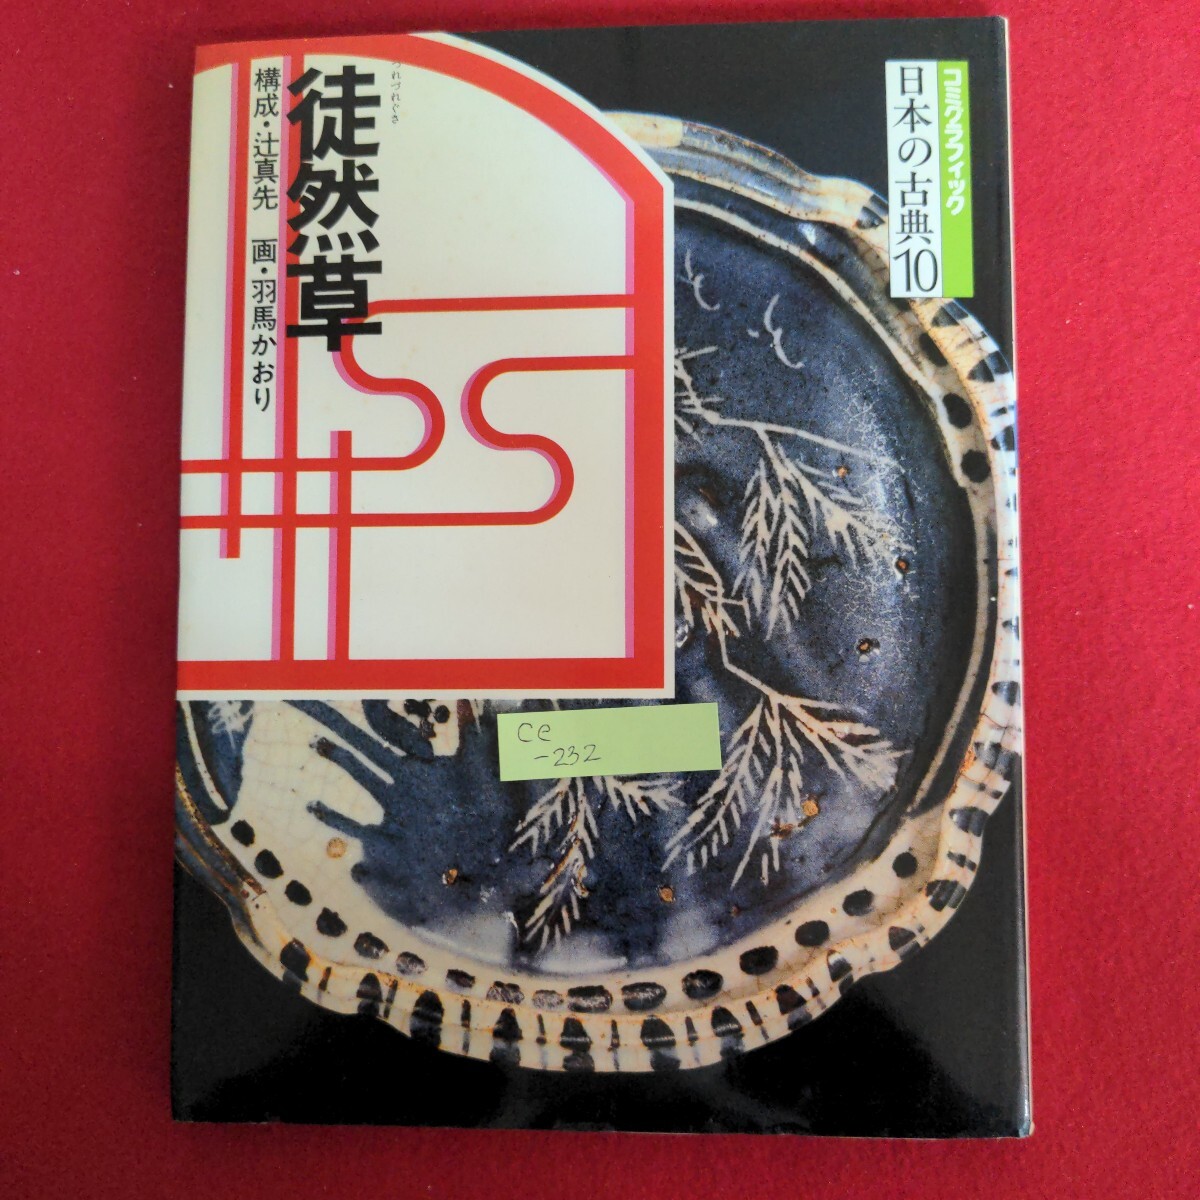 コミグラフィック
日本の古典10
つれづれぐさ
徒然草
構成・辻真先 画・羽馬かおり
ce
-232